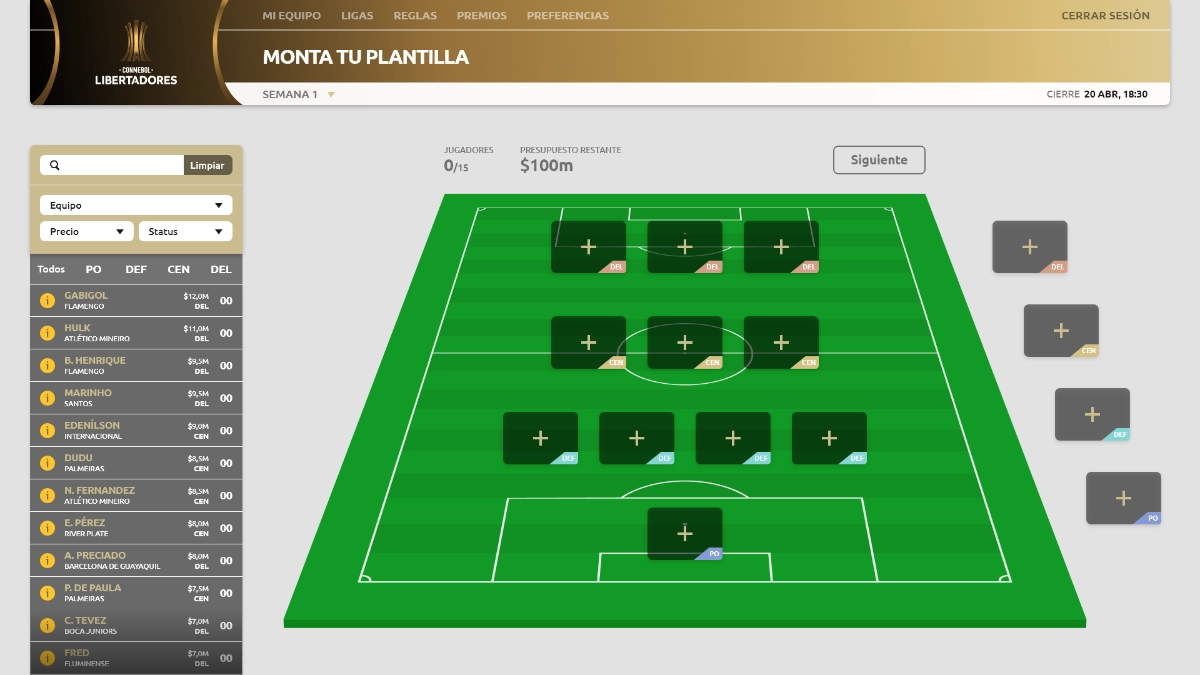 MI EQUIPO LIGAS REGLAS PREMIOS PREFERENCIAS CERRAR SESIÓN
·CONMEBOL·
LIBERTADORES
MONTA TU PLANTILLA
SEMANA 1 CIERRE 20 ABR, 18:30
JUGADORES PRESUPUESTO RESTANTE
0/15 $100m Siguiente
Limpiar
Equipo
Precio Status
Todos PO DEF CEN DEL
GABIGOL $12,0M 00
FLAMENGO DEL
HULK $11,0M 00
ATLÉTICO MINEIRO DEL
B. HENRIQUE $9,5M 00
FLAMENGO DEL
MARINHO $9,5M 00
SANTOS DEL
EDENÍLSON $9,0M 00
INTERNACIONAL CEN
DUDU $8,5M 00
PALMEIRAS CEN
N. FERNANDEZ $8,5M 00
ATLÉTICO MINEIRO CEN
E. PÉREZ $8,0M 00
RIVER PLATE CEN
A. PRECIADO $8,0M 00
BARCELONA DE GUAYAQUIL DEL
P. DE PAULA $7,5M 00
PALMEIRAS CEN
C. TEVEZ $7,0M 00
BOCA JUNIORS DEL
FRED $7,0M 00
FLUMINENSE DEL
DEL DEL DEL DEL
CEN CEN CEN CEN
DEF DEF DEF DEF DEF
PO PO